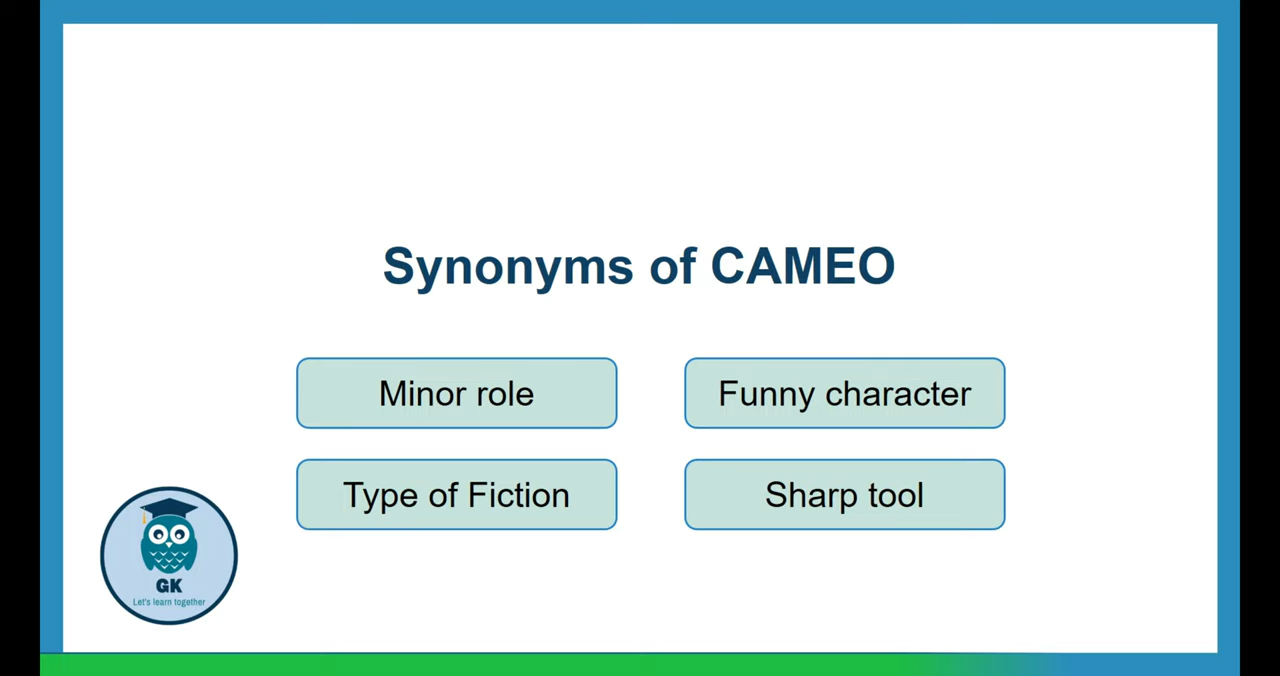 Synonyms of CAMEO
Minor role
Funny character
Type of Fiction
Sharp tool
GK
Let's learn together